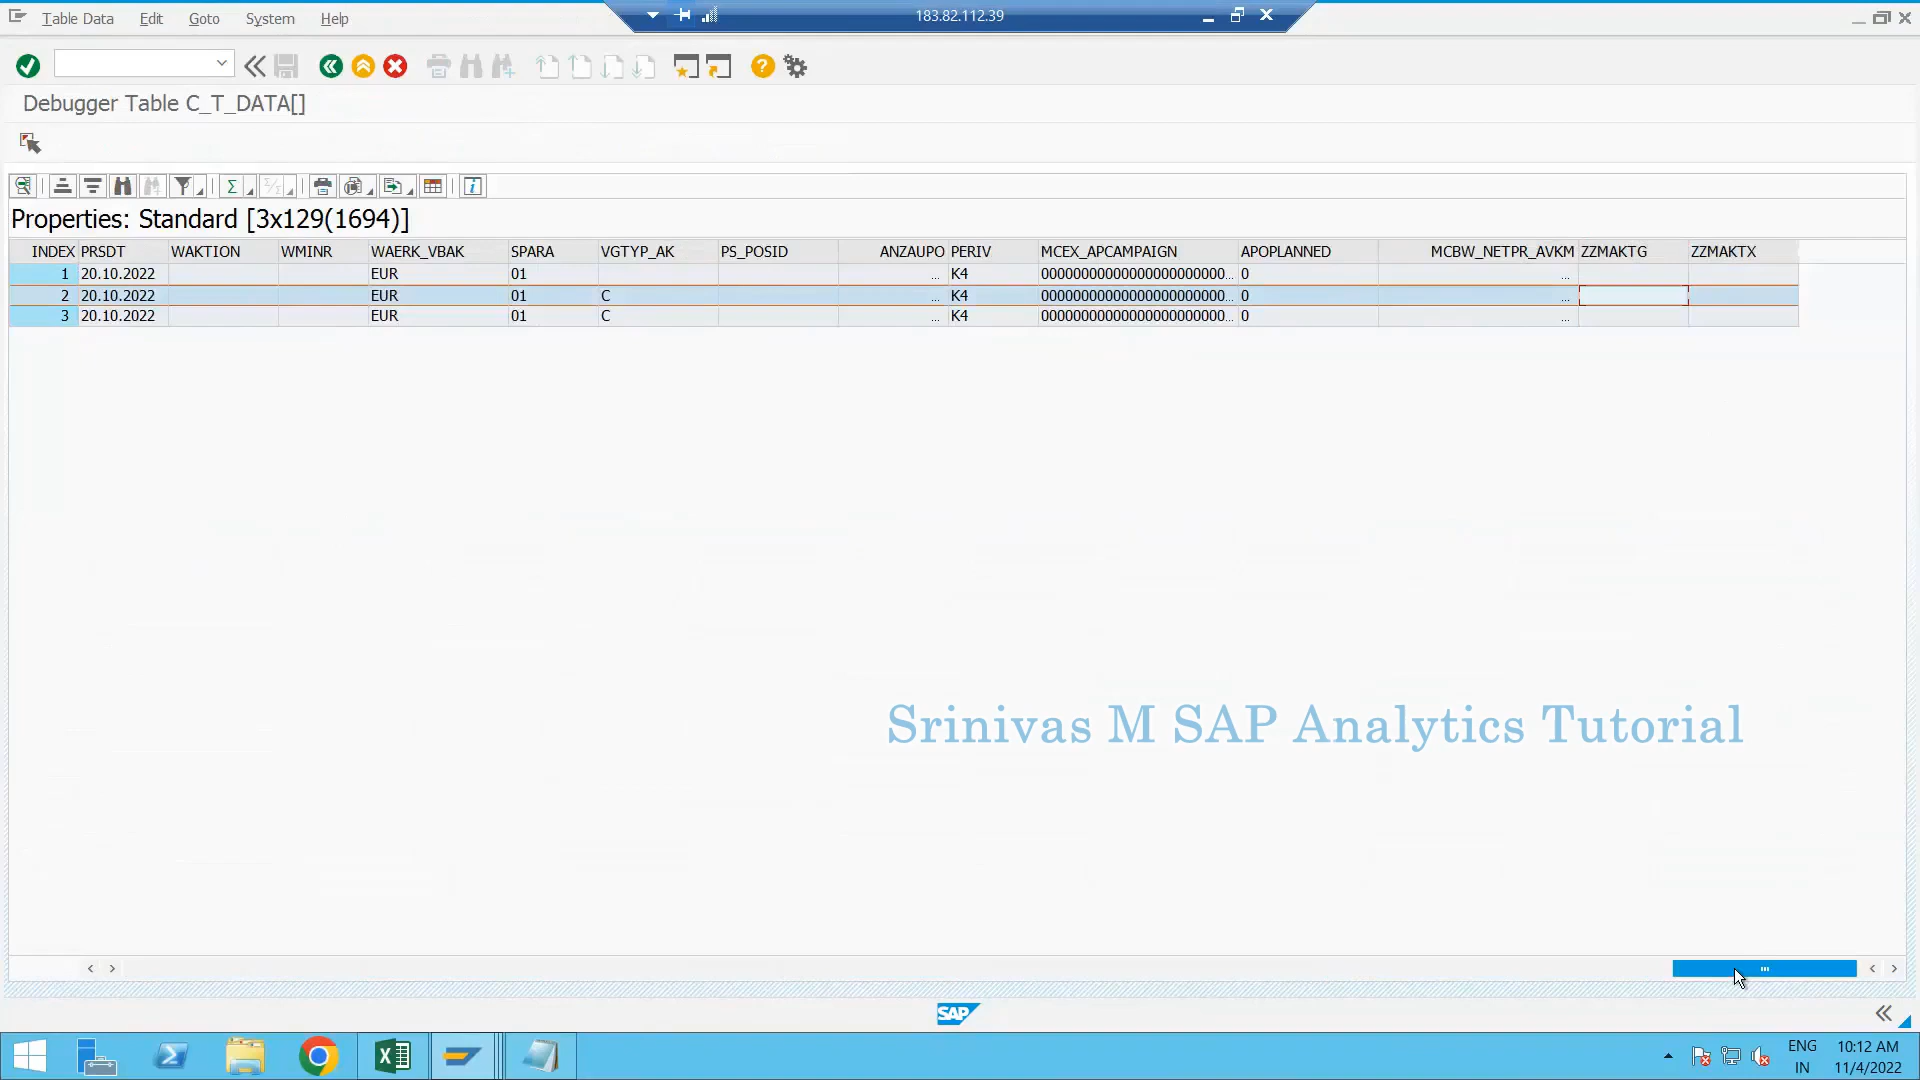 Table Data Edit Goto System Help
183.82.112.39
Debugger Table C_T_DATA[]
Properties: Standard [3x129(1694)]
INDEX PRSDT WAKTION WMINR WAERK_VBAK SPARA VGTYP_AK PS_POSID ANZAUPO PERIV MCEX_APCAMPAIGN APOPLANNED MCBW_NETPR_AVKM ZZMAKTG ZZMAKTX
1 20.10.2022 EUR 01 ... K4 00000000000000000000000... 0 ...
2 20.10.2022 EUR 01 C ... K4 00000000000000000000000... 0 ...
3 20.10.2022 EUR 01 C ... K4 00000000000000000000000... 0 ...
Srinivas M SAP Analytics Tutorial
SAP
ENG 10:12 AM
IN 11/4/2022